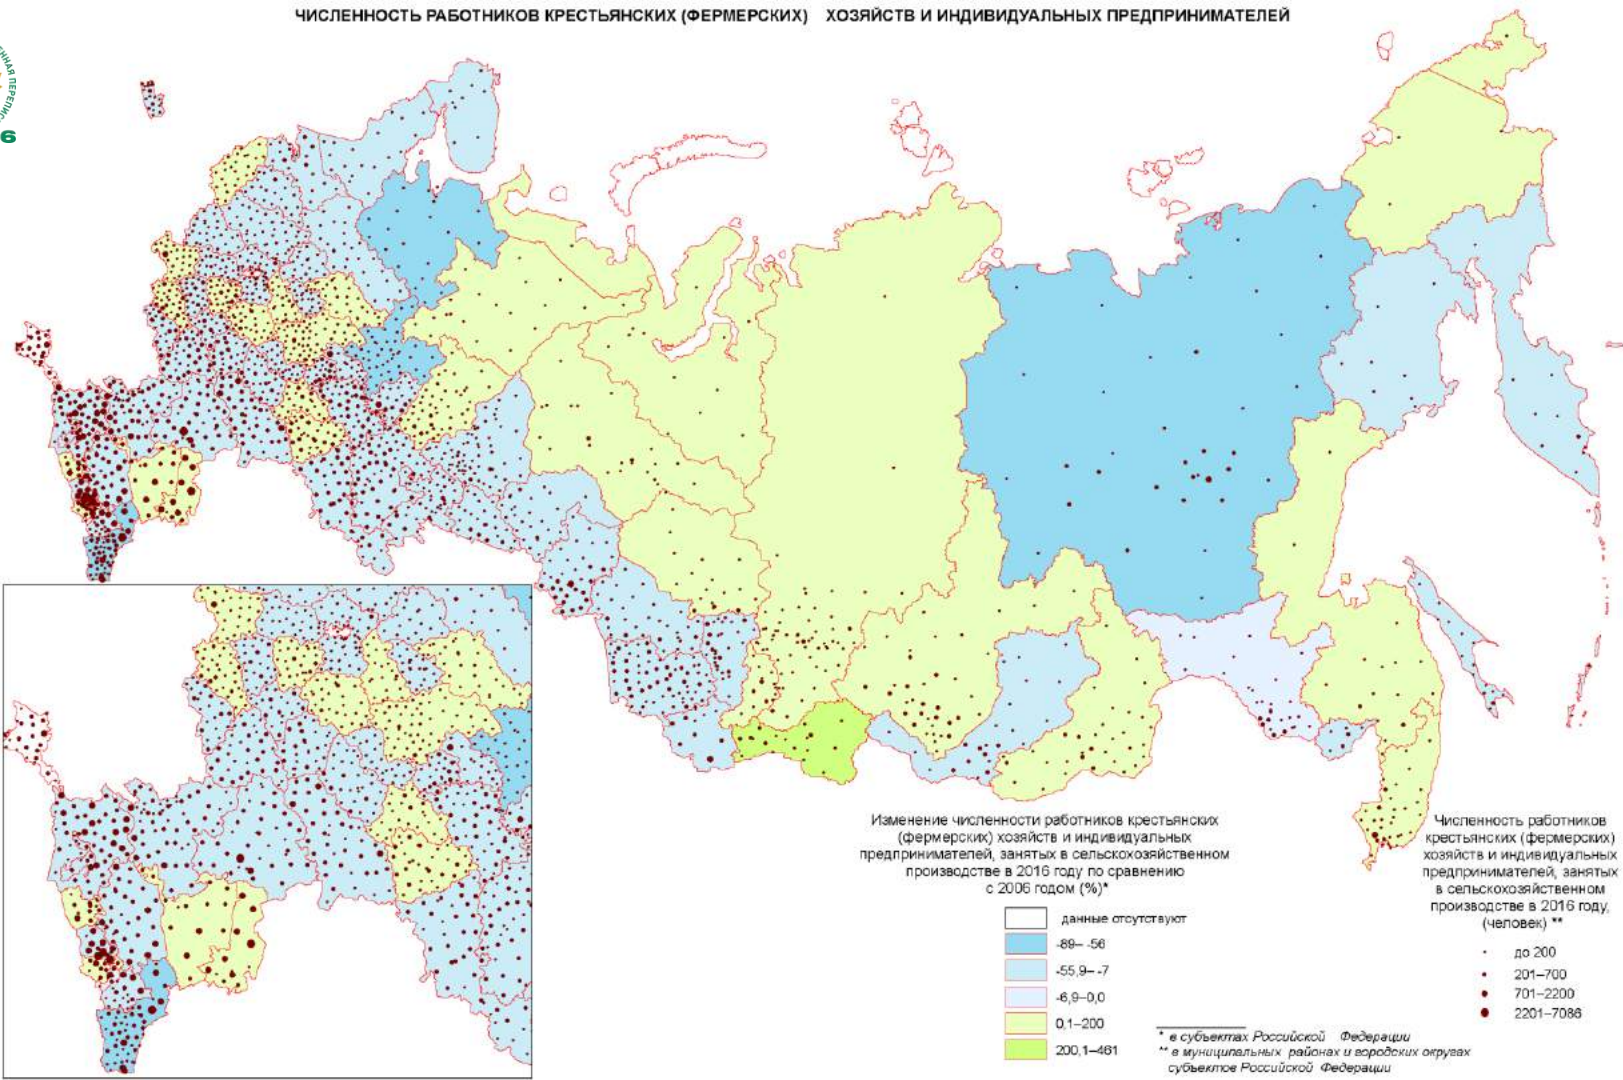 ЧИСЛЕННОСТЬ РАБОТНИКОВ КРЕСТЬЯНСКИХ (ФЕРМЕРСКИХ) ХОЗЯЙСТВ И ИНДИВИДУАЛЬНЫХ ПРЕДПРИНИМАТЕЛЕЙ
6
Изменение численности работников крестьянских
(фермерских) хозяйств и индивидуальных
предпринимателей, занятых в сельскохозяйственном
производстве в 2016 году по сравнению
с 2006 годом (%)*
данные отсутствуют
-89– -56
-55,9– -7
-6,9–0,0
0,1–200
200,1–461
Численность работников
крестьянских (фермерских)
хозяйств и индивидуальных
предпринимателей, занятых
в сельскохозяйственном
производстве в 2016 году,
(человек) **
до 200
201–700
701–2200
2201–7086
* в субъектах Российской Федерации
** в муниципальных районах и городских округах
субъектов Российской Федерации